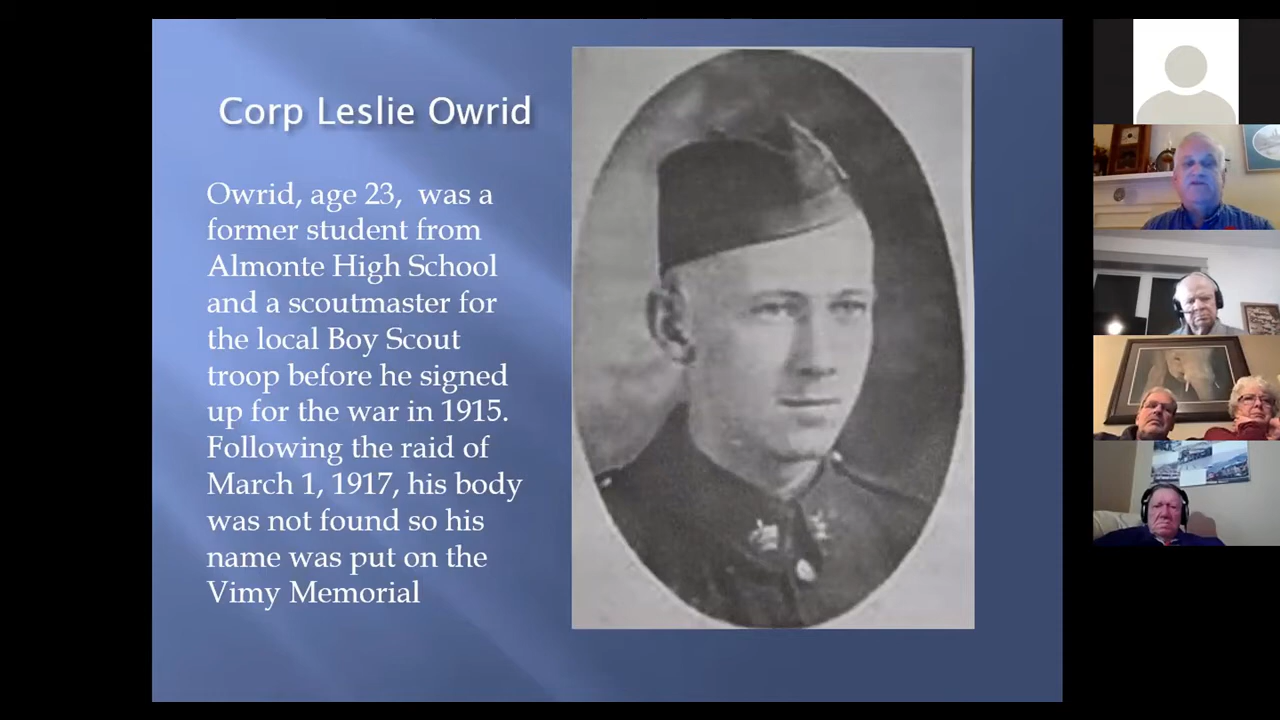 Corp Leslie Owrid
Owrid, age 23,  was a
former student from
Almonte High School
and a scoutmaster for
the local Boy Scout
troop before he signed
up for the war in 1915.
Following the raid of
March 1, 1917, his body
was not found so his
name was put on the
Vimy Memorial